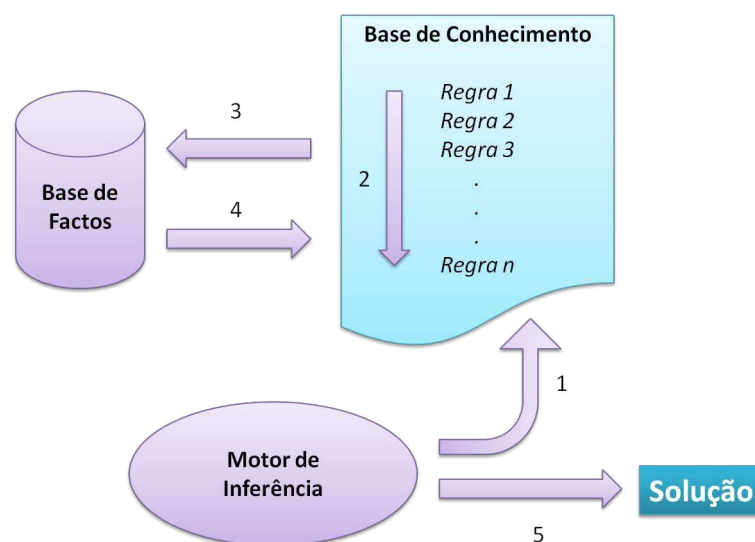 Base de Conhecimento
Regra 1
Regra 2
Regra 3
.
.
.
Regra n
2
3
4
Base de
Factos
1
Motor de
Inferência
5
Solução